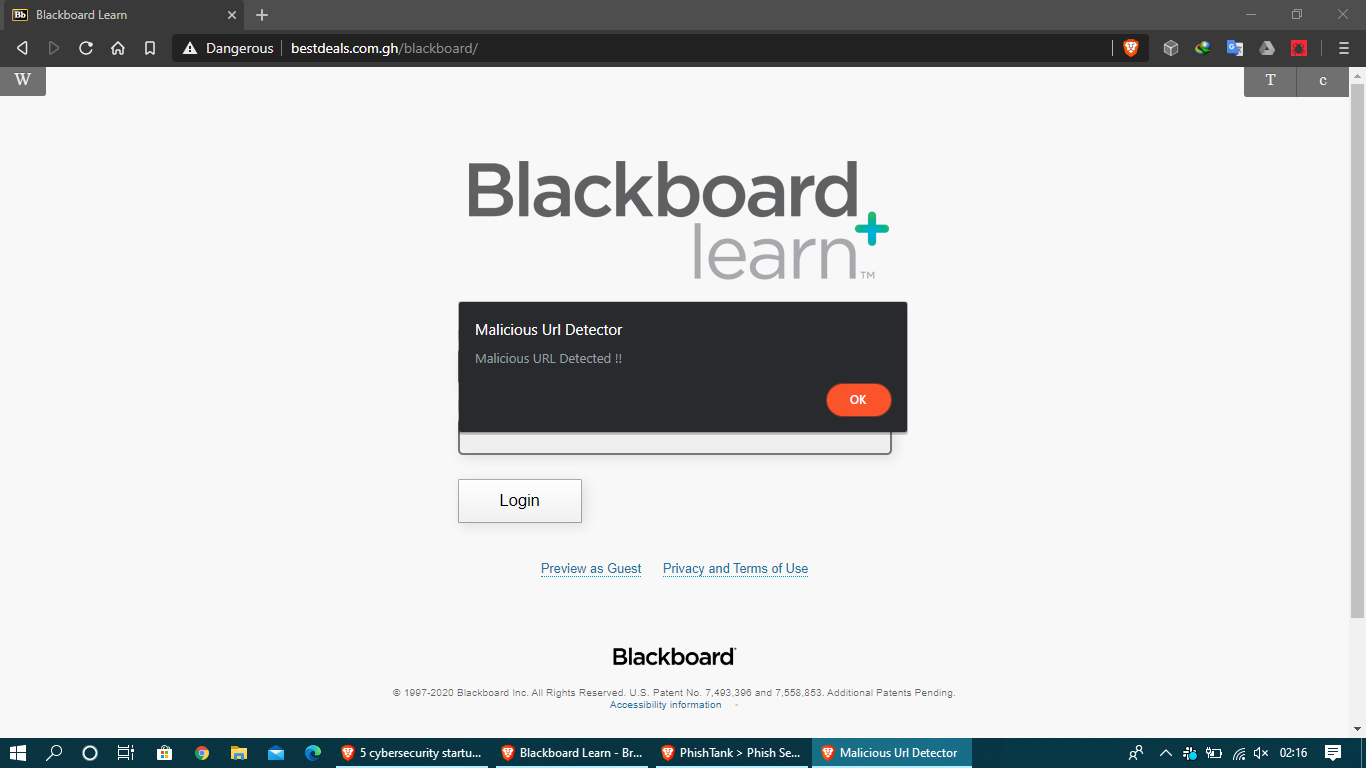 Bb Blackboard Learn
Dangerous bestdeals.com.gh/blackboard/
W
T c
Blackboard
learn
TM
Malicious Url Detector
Malicious URL Detected !!
OK
Login
Preview as Guest Privacy and Terms of Use
Blackboard
© 1997-2020 Blackboard Inc. All Rights Reserved. U.S. Patent No. 7,493,396 and 7,558,853. Additional Patents Pending.
Accessibility information -
5 cybersecurity startu... Blackboard Learn - Br... PhishTank > Phish Se... Malicious Url Detector 02:16